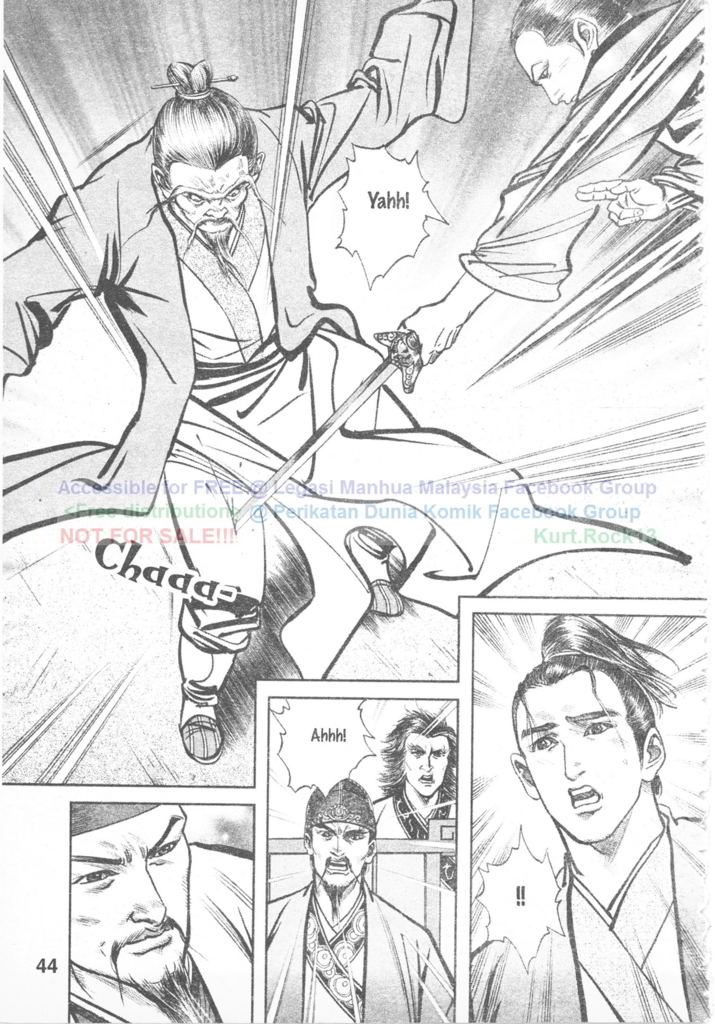 Yahh!
Accessible for FREE @ Legasi Manhua Malaysia Facebook Group
<Free distribution> @ Perikatan Dunia Komik Facebook Group
NOT FOR SALE!!! Kurt.Rock13
Chaaa-
Ahhh!
!!
44